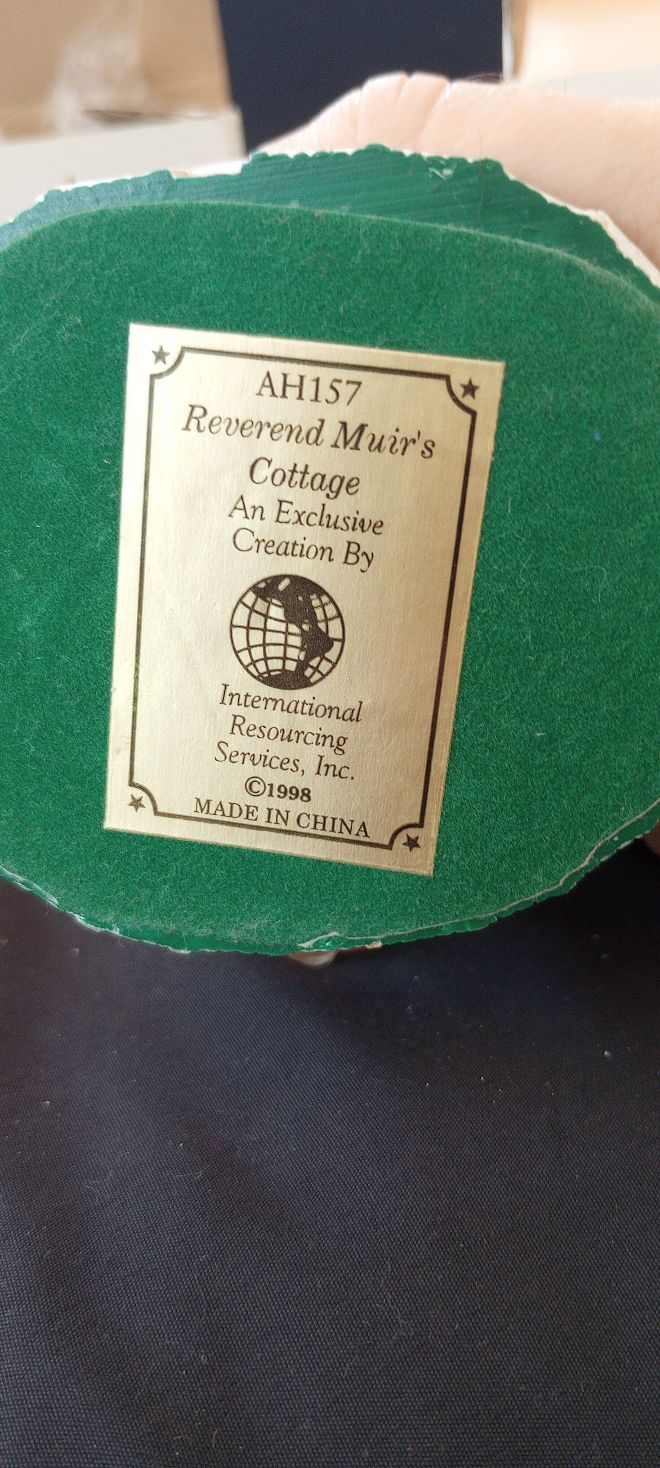 AH157
Reverend Muir's
Cottage
An Exclusive
Creation By
International
Resourcing
Services, Inc.
©1998
MADE IN CHINA